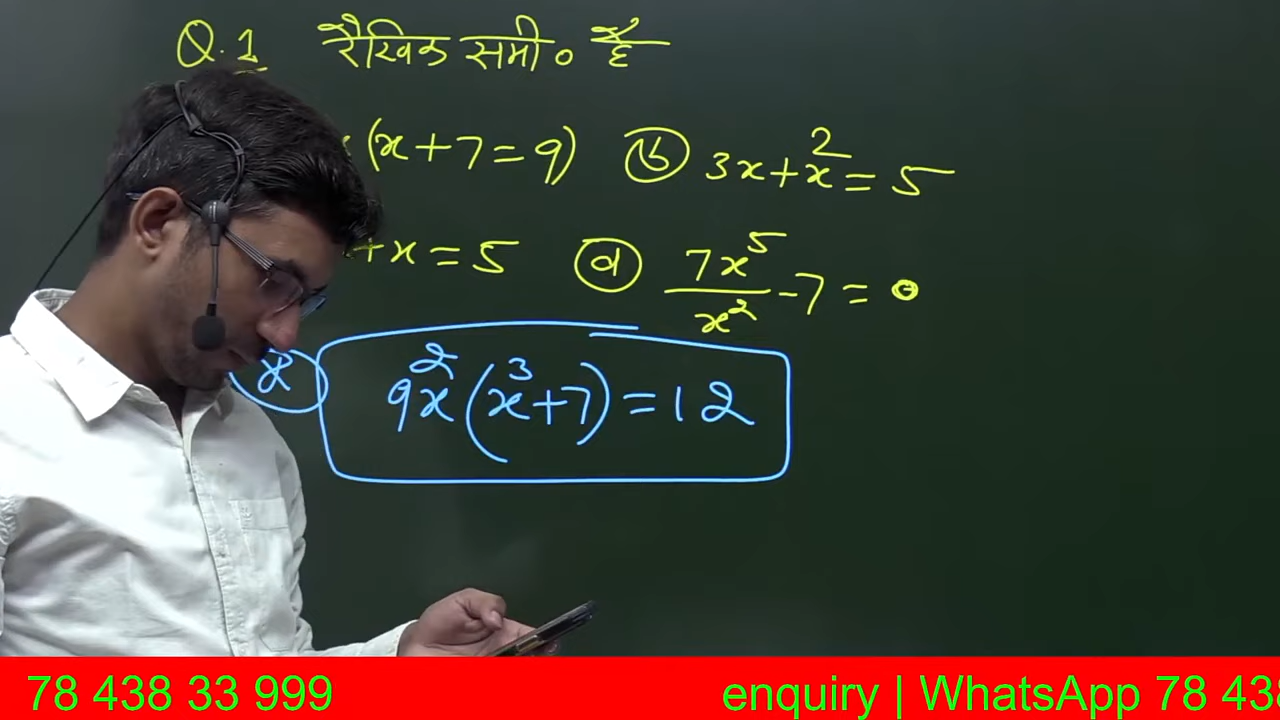 Q.1 रैखिक समी० है
(x+7=9) b 3x+x²=5
+x=5 d 7x⁵/x² -7=0
9x²(x³+7)=12
78 438 33 999 enquiry | WhatsApp 78 438